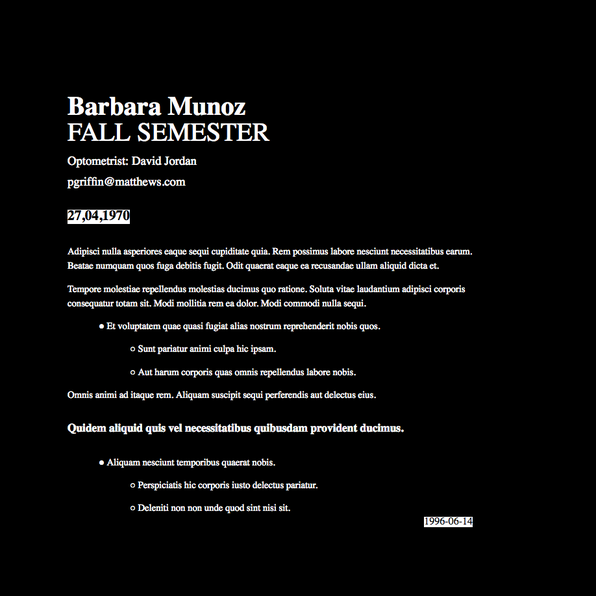 Barbara Munoz
FALL SEMESTER
Optometrist: David Jordan
pgriffin@matthews.com
27,04,1970
Adipisci nulla asperiores eaque sequi cupiditate quia. Rem possimus labore nesciunt necessitatibus earum.
Beatae numquam quos fuga debitis fugit. Odit quaerat eaque ea recusandae ullam aliquid dicta et.
Tempore molestiae repellendus molestias ducimus quo ratione. Soluta vitae laudantium adipisci corporis
consequatur totam sit. Modi mollitia rem ea dolor. Modi commodi nulla sequi.
● Et voluptatem quae quasi fugiat alias nostrum reprehenderit nobis quos.
○ Sunt pariatur animi culpa hic ipsam.
○ Aut harum corporis quas omnis repellendus labore nobis.
Omnis animi ad itaque rem. Aliquam suscipit sequi perferendis aut delectus eius.
Quidem aliquid quis vel necessitatibus quibusdam provident ducimus.
● Aliquam nesciunt temporibus quaerat nobis.
○ Perspiciatis hic corporis iusto delectus pariatur.
○ Deleniti non non unde quod sint nisi sit.
1996-06-14